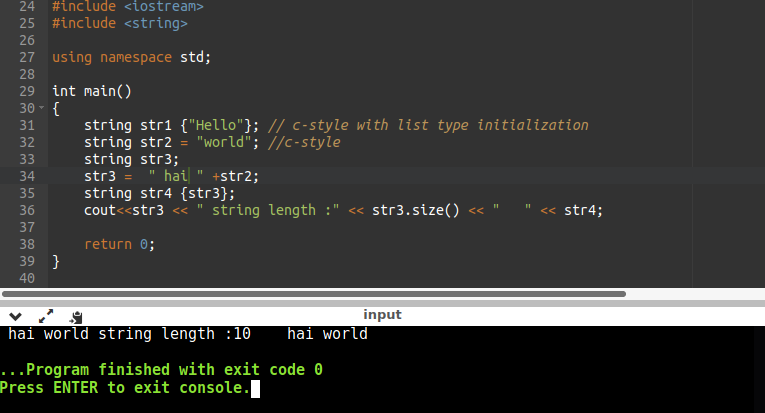 24 #include <iostream>
25 #include <string>
26
27 using namespace std;
28
29 int main()
30 {
31     string str1 {"Hello"}; // c-style with list type initialization
32     string str2 = "world"; //c-style
33     string str3;
34     str3 =  " hai " +str2;
35     string str4 {str3};
36     cout<<str3 << " string length :" << str3.size() << "   " << str4;
37
38     return 0;
39 }
40
input
 hai world string length :10    hai world
...Program finished with exit code 0
Press ENTER to exit console.